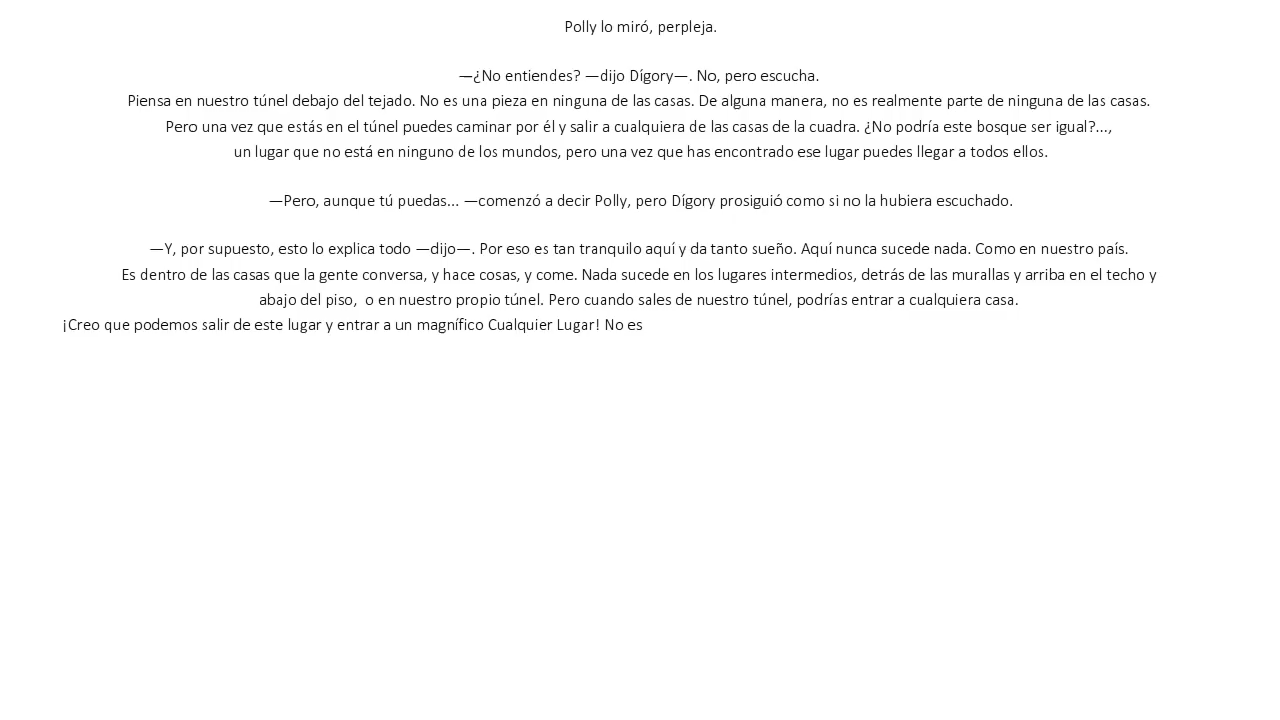 Polly lo miró, perpleja.
—¿No entiendes? —dijo Dígory—. No, pero escucha.
Piensa en nuestro túnel debajo del tejado. No es una pieza en ninguna de las casas. De alguna manera, no es realmente parte de ninguna de las casas.
Pero una vez que estás en el túnel puedes caminar por él y salir a cualquiera de las casas de la cuadra. ¿No podría este bosque ser igual?...,
un lugar que no está en ninguno de los mundos, pero una vez que has encontrado ese lugar puedes llegar a todos ellos.
—Pero, aunque tú puedas... —comenzó a decir Polly, pero Dígory prosiguió como si no la hubiera escuchado.
—Y, por supuesto, esto lo explica todo —dijo—. Por eso es tan tranquilo aquí y da tanto sueño. Aquí nunca sucede nada. Como en nuestro país.
Es dentro de las casas que la gente conversa, y hace cosas, y come. Nada sucede en los lugares intermedios, detrás de las murallas y arriba en el techo y
abajo del piso,  o en nuestro propio túnel. Pero cuando sales de nuestro túnel, podrías entrar a cualquiera casa.
¡Creo que podemos salir de este lugar y entrar a un magnífico Cualquier Lugar! No es